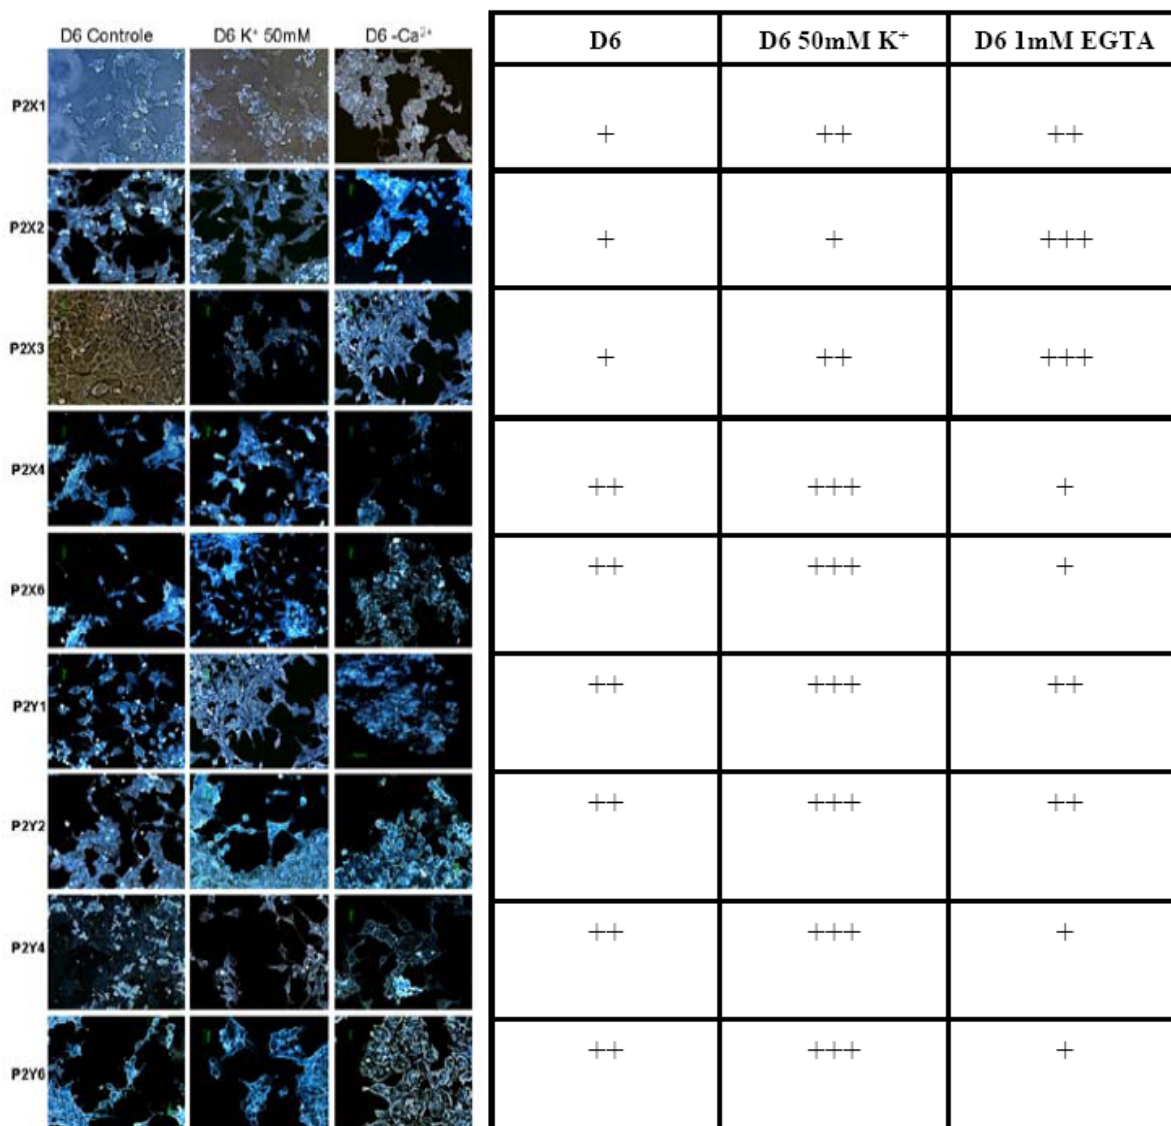 D6 Controle D6 K⁺ 50mM D6 -Ca²⁺
D6 D6 50mM K⁺ D6 1mM EGTA
P2X1 + ++ ++
P2X2 + + +++
P2X3 + ++ +++
P2X4 ++ +++ +
P2X6 ++ +++ +
P2Y1 ++ +++ ++
P2Y2 ++ +++ ++
P2Y4 ++ +++ +
P2Y6 ++ +++ +